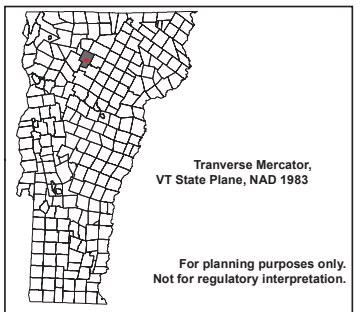 Tranverse Mercator,
VT State Plane, NAD 1983
For planning purposes only.
Not for regulatory interpretation.